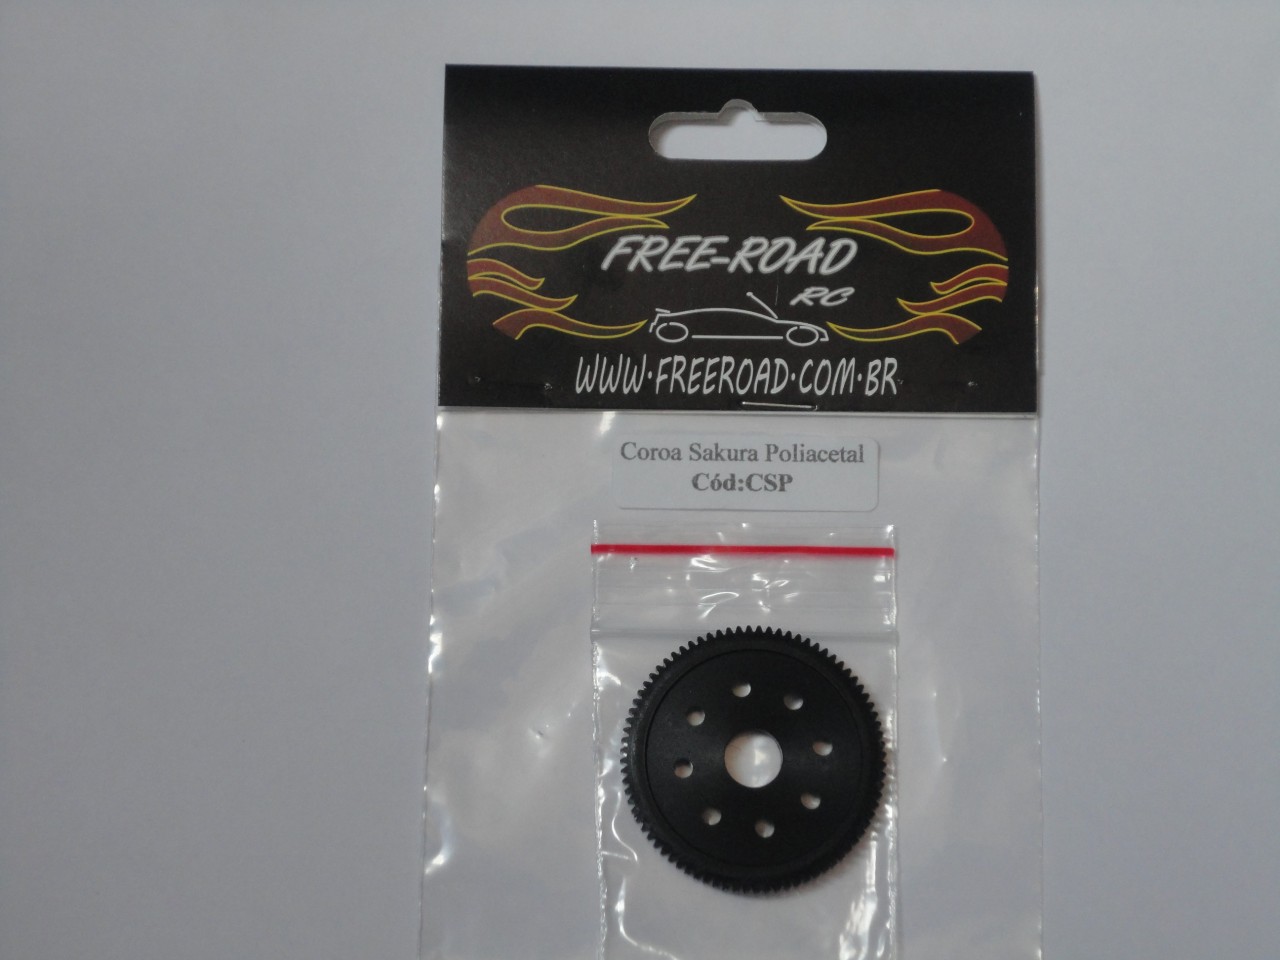 FREE-ROAD
RC
WWW.FREEROAD.COM.BR
Coroa Sakura Poliacetal
Cód:CSP